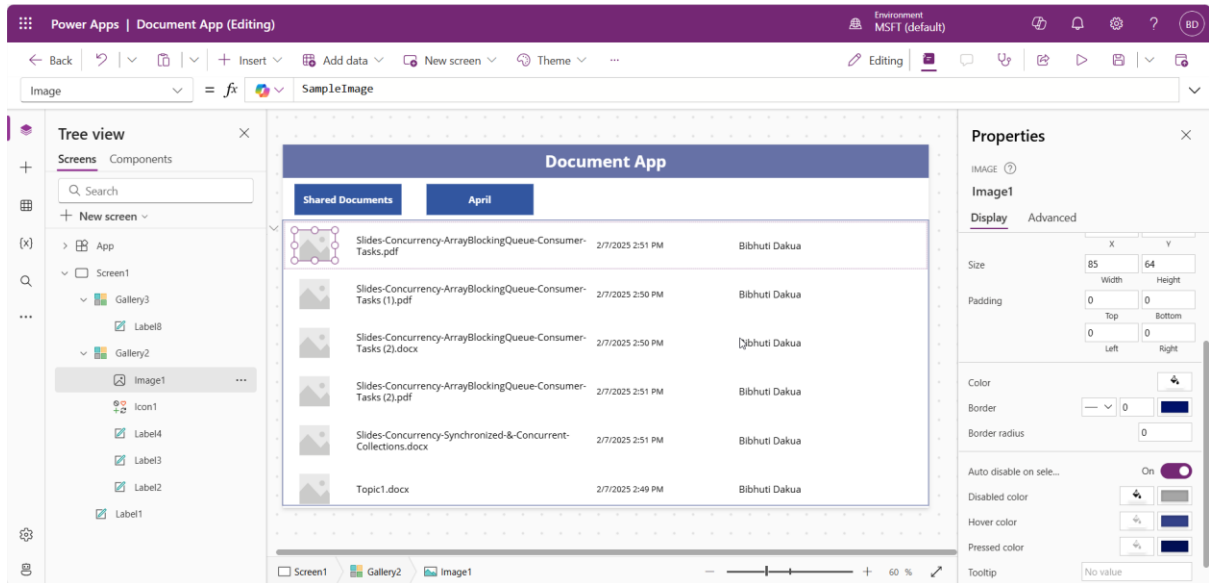 Power Apps | Document App (Editing)
Environment
MSFT (default)
BD
Back
Insert
Add data
New screen
Theme
...
Editing
Image
= fx
SampleImage
Tree view
Screens Components
Search
New screen
App
Screen1
Gallery3
Label8
Gallery2
Image1 ...
Icon1
Label4
Label3
Label2
Label1
Document App
Shared Documents April
Slides-Concurrency-ArrayBlockingQueue-Consumer-
Tasks.pdf
2/7/2025 2:51 PM Bibhuti Dakua
Slides-Concurrency-ArrayBlockingQueue-Consumer-
Tasks (1).pdf
2/7/2025 2:50 PM Bibhuti Dakua
Slides-Concurrency-ArrayBlockingQueue-Consumer-
Tasks (2).docx
2/7/2025 2:50 PM Bibhuti Dakua
Slides-Concurrency-ArrayBlockingQueue-Consumer-
Tasks (2).pdf
2/7/2025 2:51 PM Bibhuti Dakua
Slides-Concurrency-Synchronized-&-Concurrent-
Collections.docx
2/7/2025 2:51 PM Bibhuti Dakua
Topic1.docx 2/7/2025 2:49 PM Bibhuti Dakua
Screen1 Gallery2 Image1
60 %
Properties
IMAGE
Image1
Display Advanced
X Y
Size 85 64
Width Height
Padding 0 0
Top Bottom
0 0
Left Right
Color
Border 0
Border radius 0
Auto disable on sele... On
Disabled color
Hover color
Pressed color
Tooltip No value